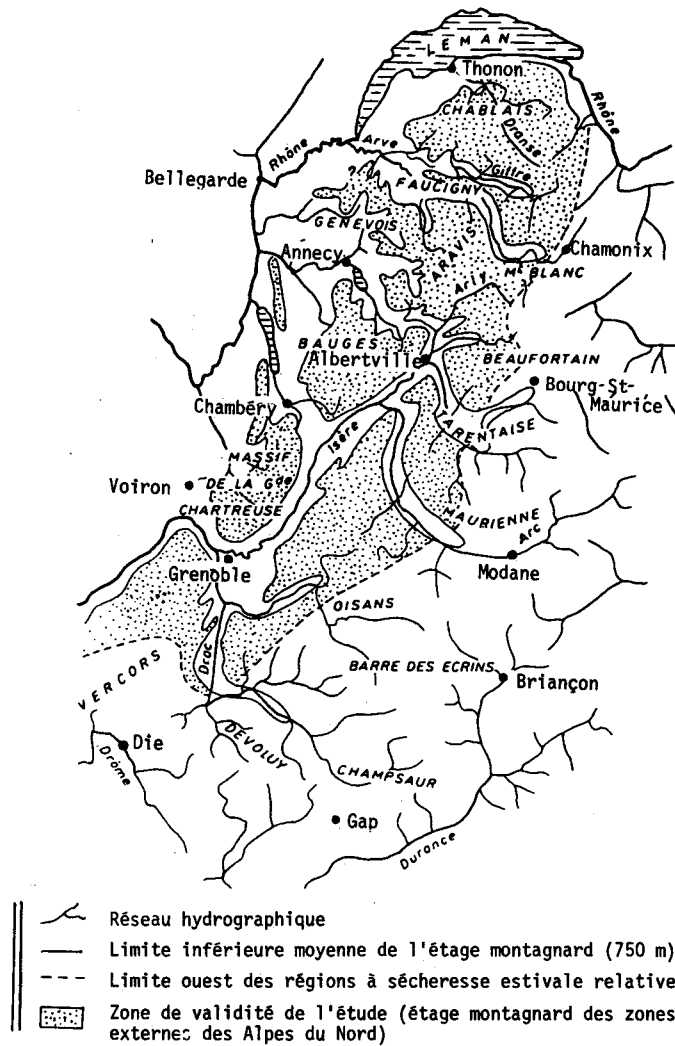 LÉMAN
Thonon
CHABLAIS
Dranse
Rhône
Rhône
Arve
Giffre
Bellegarde
?
FAUCIGNY
GENEVOIS
Annecy
ARAVIS
Chamonix
Mt BLANC
Arly
BAUGES
Albertville
BEAUFORTAIN
Bourg-St-
Maurice
Chambéry
TARENTAISE
Isère
MASSIF
DE LA Gde
CHARTREUSE
Voiron
MAURIENNE
Arc
Modane
Grenoble
OISANS
Drac
BARRE DES ECRINS
Briançon
VERCORS
Die
Drôme
DEVOLUY
CHAMPSAUR
Gap
Durance
Réseau hydrographique
Limite inférieure moyenne de l'étage montagnard (750 m)
Limite ouest des régions à sécheresse estivale relative
Zone de validité de l'étude (étage montagnard des zones
externes des Alpes du Nord)